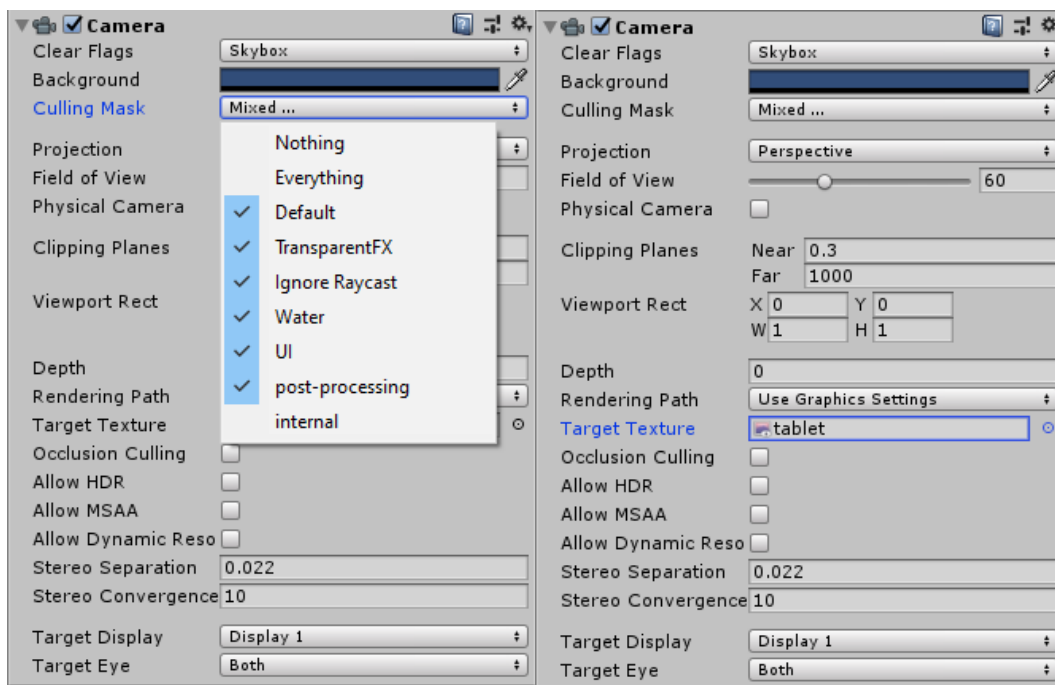 Camera
Clear Flags Skybox
Background
Culling Mask Mixed ...
Nothing
Projection
Everything
Field of View
Physical Camera Default
Clipping Planes TransparentFX
Ignore Raycast
Viewport Rect
Water
UI
Depth
post-processing
Rendering Path
Target Texture internal
Occlusion Culling
Allow HDR
Allow MSAA
Allow Dynamic Reso
Stereo Separation 0.022
Stereo Convergence 10
Target Display Display 1
Target Eye Both
Camera
Clear Flags Skybox
Background
Culling Mask Mixed ...
Projection Perspective
Field of View 60
Physical Camera
Clipping Planes Near 0.3
Far 1000
Viewport Rect X 0 Y 0
W 1 H 1
Depth 0
Rendering Path Use Graphics Settings
Target Texture tablet
Occlusion Culling
Allow HDR
Allow MSAA
Allow Dynamic Reso
Stereo Separation 0.022
Stereo Convergence 10
Target Display Display 1
Target Eye Both